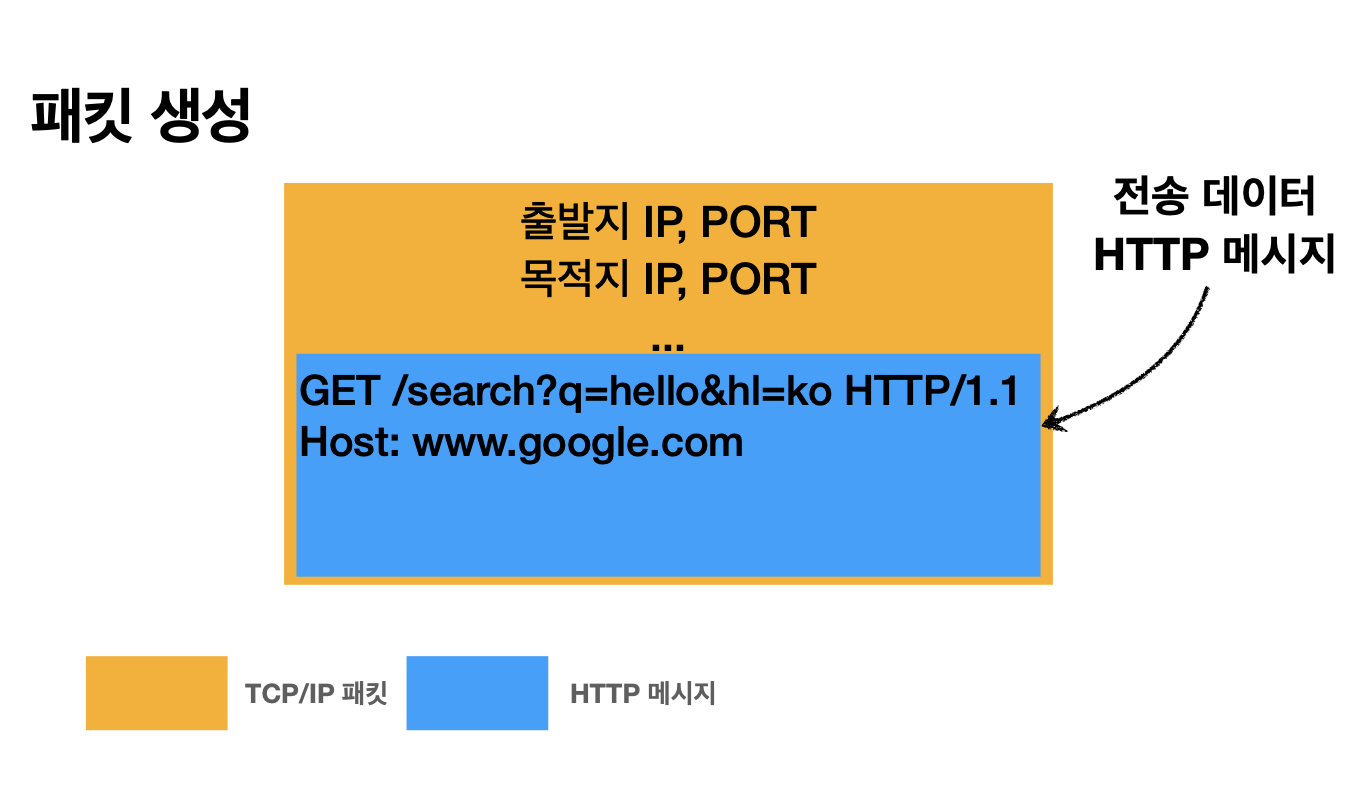 패킷 생성
출발지 IP, PORT
목적지 IP, PORT
...
GET /search?q=hello&hl=ko HTTP/1.1
Host: www.google.com
전송 데이터
HTTP 메시지
TCP/IP 패킷
HTTP 메시지